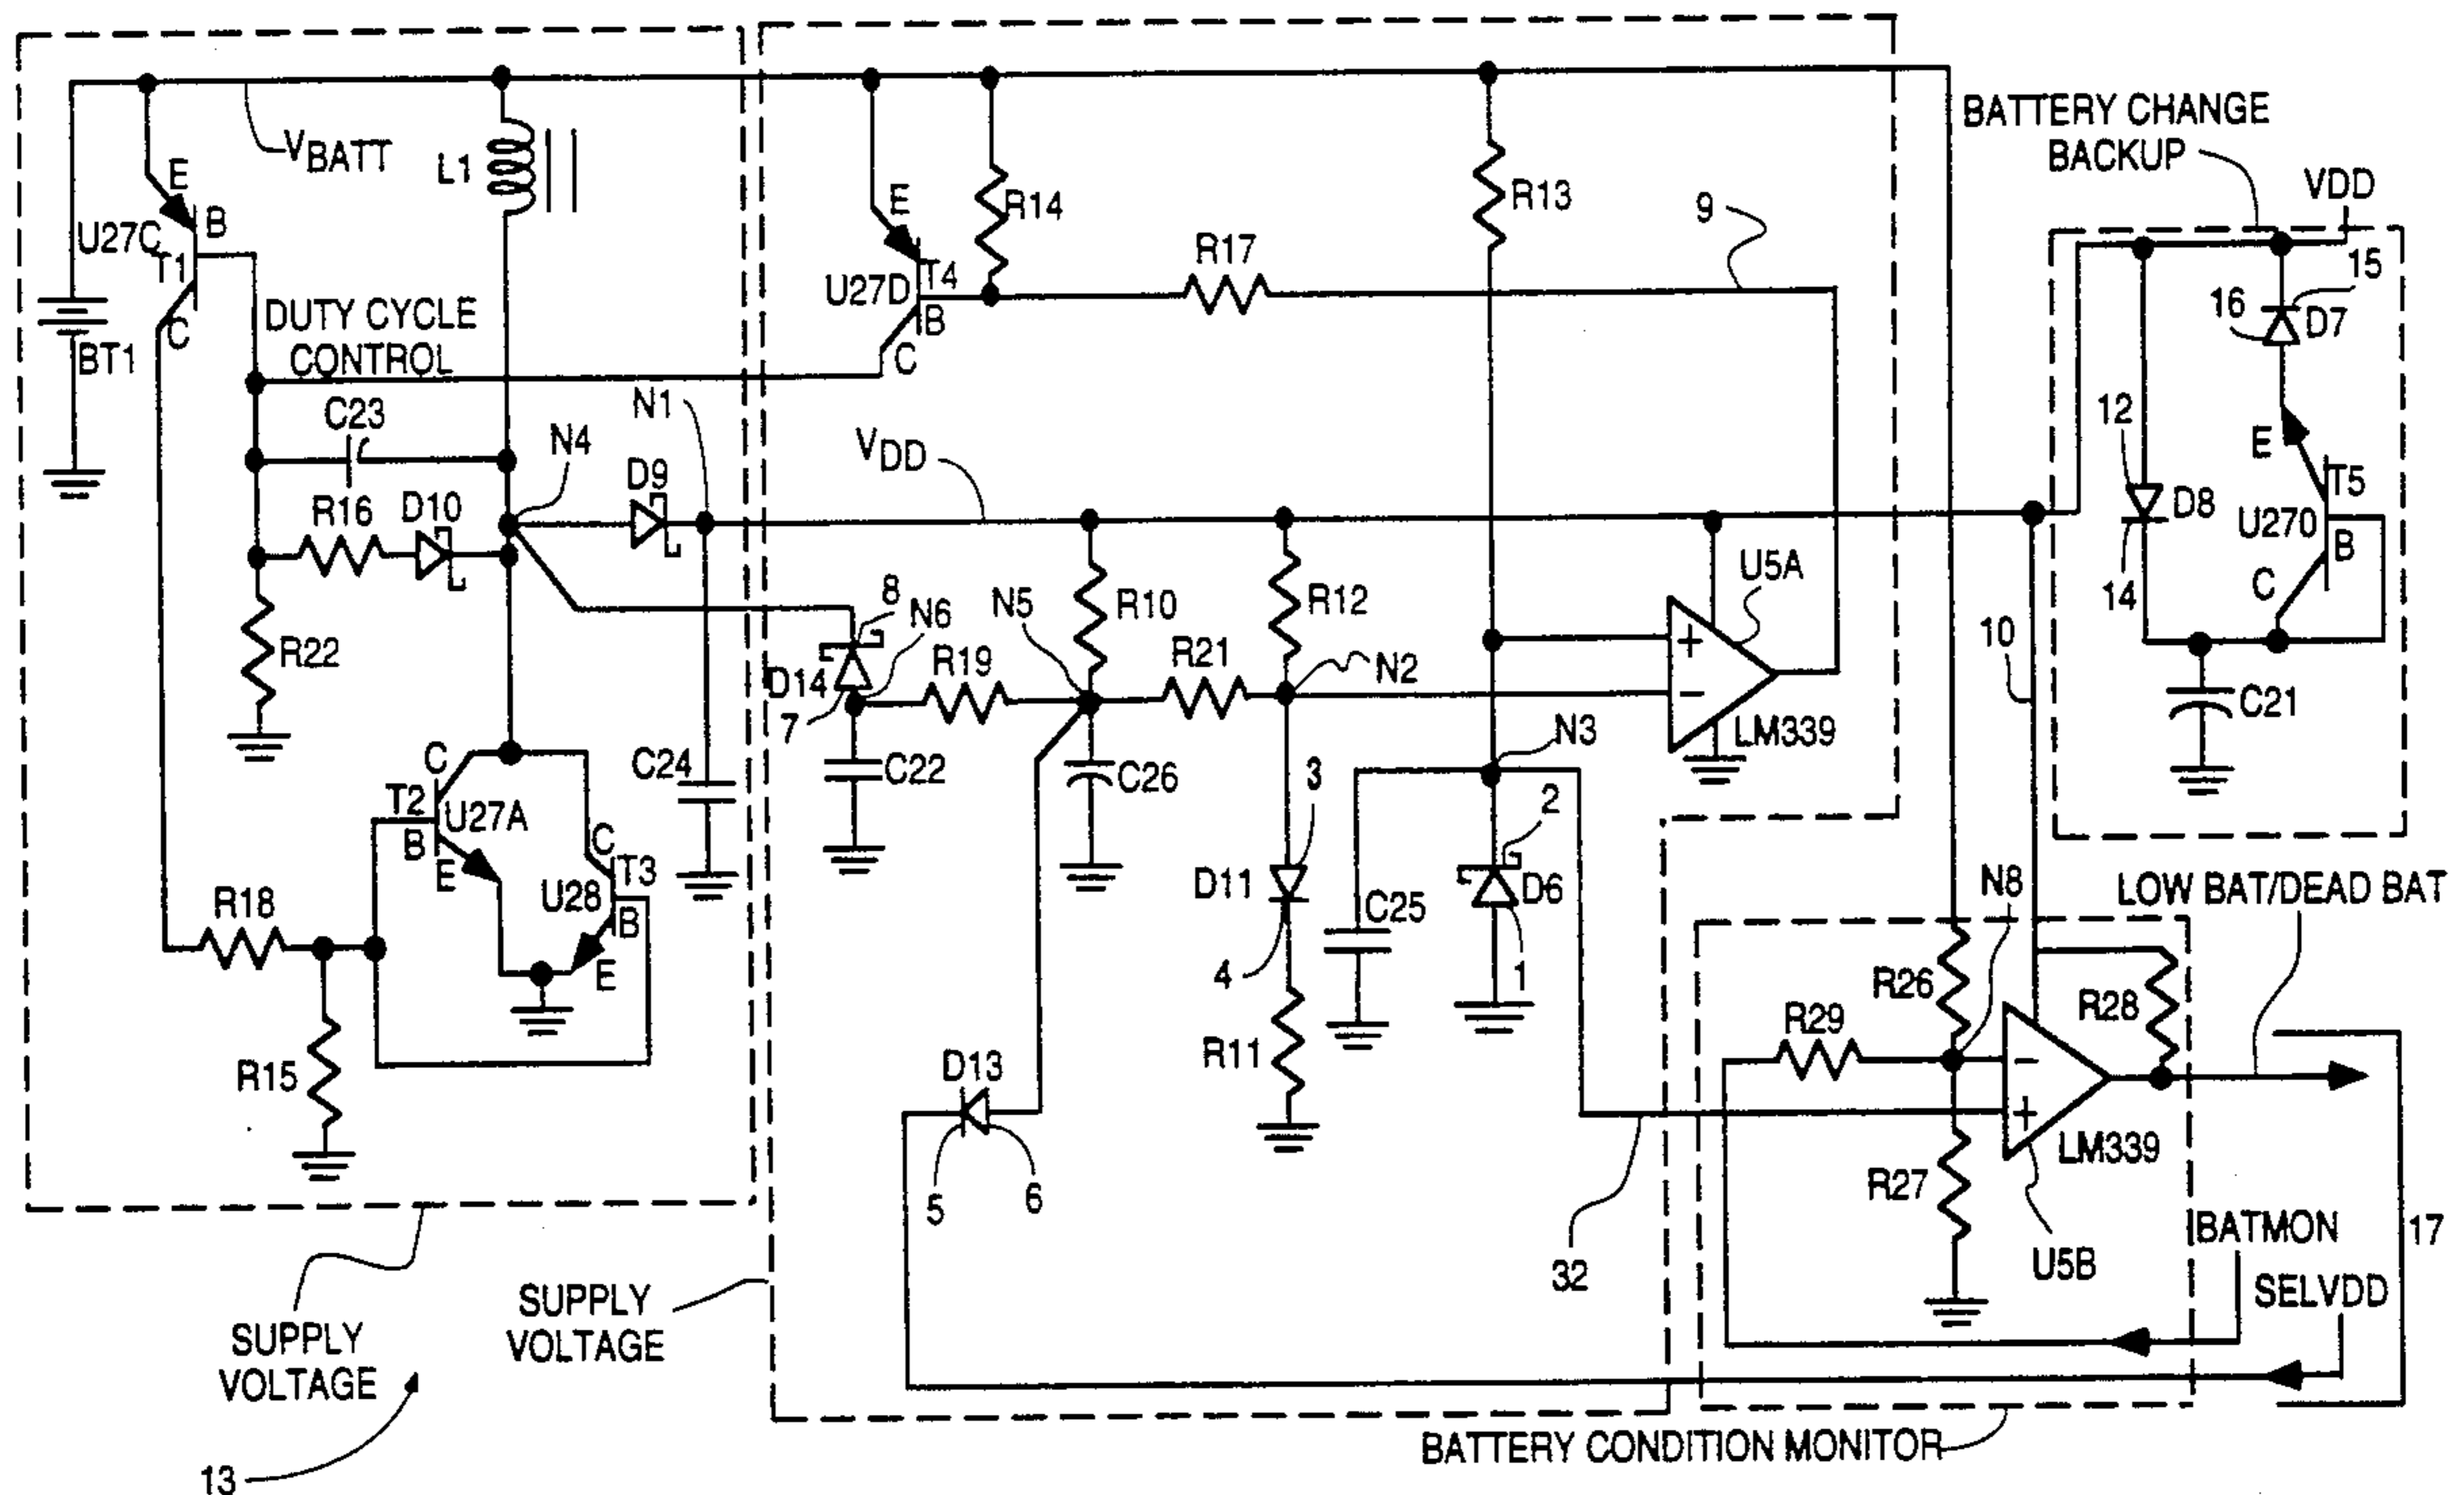 BATTERY CHANGE
BACKUP
VDD
VBATT
L1
E
B
U27C
T1
C
BT1
DUTY CYCLE
CONTROL
E
R14
T4
U27D
B
C
R17
R13
9
15
16
D7
12
E
T5
D8
U270
B
14
C
C21
C23
N4
N1
D9
VDD
R16
D10
R22
8
N6
N5
R10
R12
U5A
+
−
LM339
10
D14
7
R19
R21
N2
C22
C26
C24
N3
3
2
C
T2
U27A
B
E
C
T3
U28
B
E
D11
4
C25
D6
1
R18
R15
R11
D13
5
6
N8
LOW BAT/DEAD BAT
R26
R28
R29
−
+
LM339
R27
U5B
32
BATMON
SELVDD
17
SUPPLY
VOLTAGE
SUPPLY
VOLTAGE
13
BATTERY CONDITION MONITOR